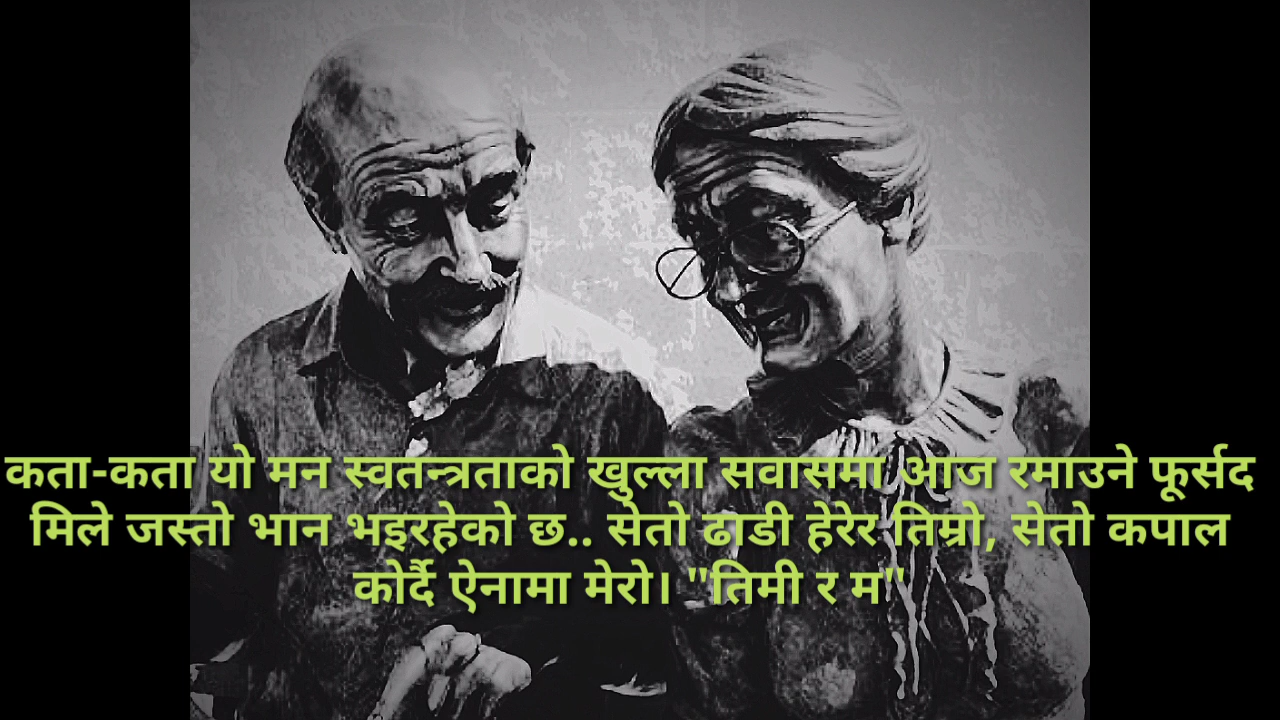 कता-कता यो मन स्वतन्त्रताको खुल्ला सवासमा आज रमाउने फूर्सद
मिले जस्तो भान भइरहेको छ.. सेतो ढाडी हेरेर तिम्रो, सेतो कपाल
कोर्दै ऐनामा मेरो। "तिमी र म"